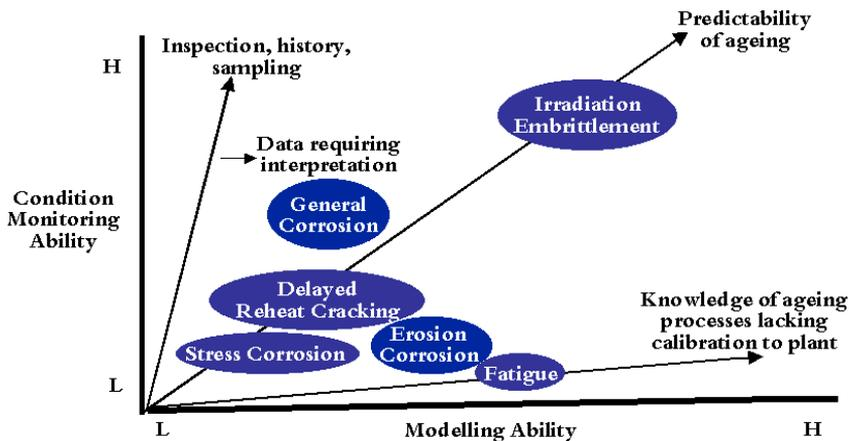 Predictability
of ageing
Inspection, history,
sampling
H
Irradiation
Embrittlement
Data requiring
interpretation
Condition
Monitoring
Ability
General
Corrosion
Delayed
Reheat Cracking
Knowledge of ageing
processes lacking
calibration to plant
Erosion
Corrosion
Stress Corrosion
Fatigue
L
L
Modelling Ability
H